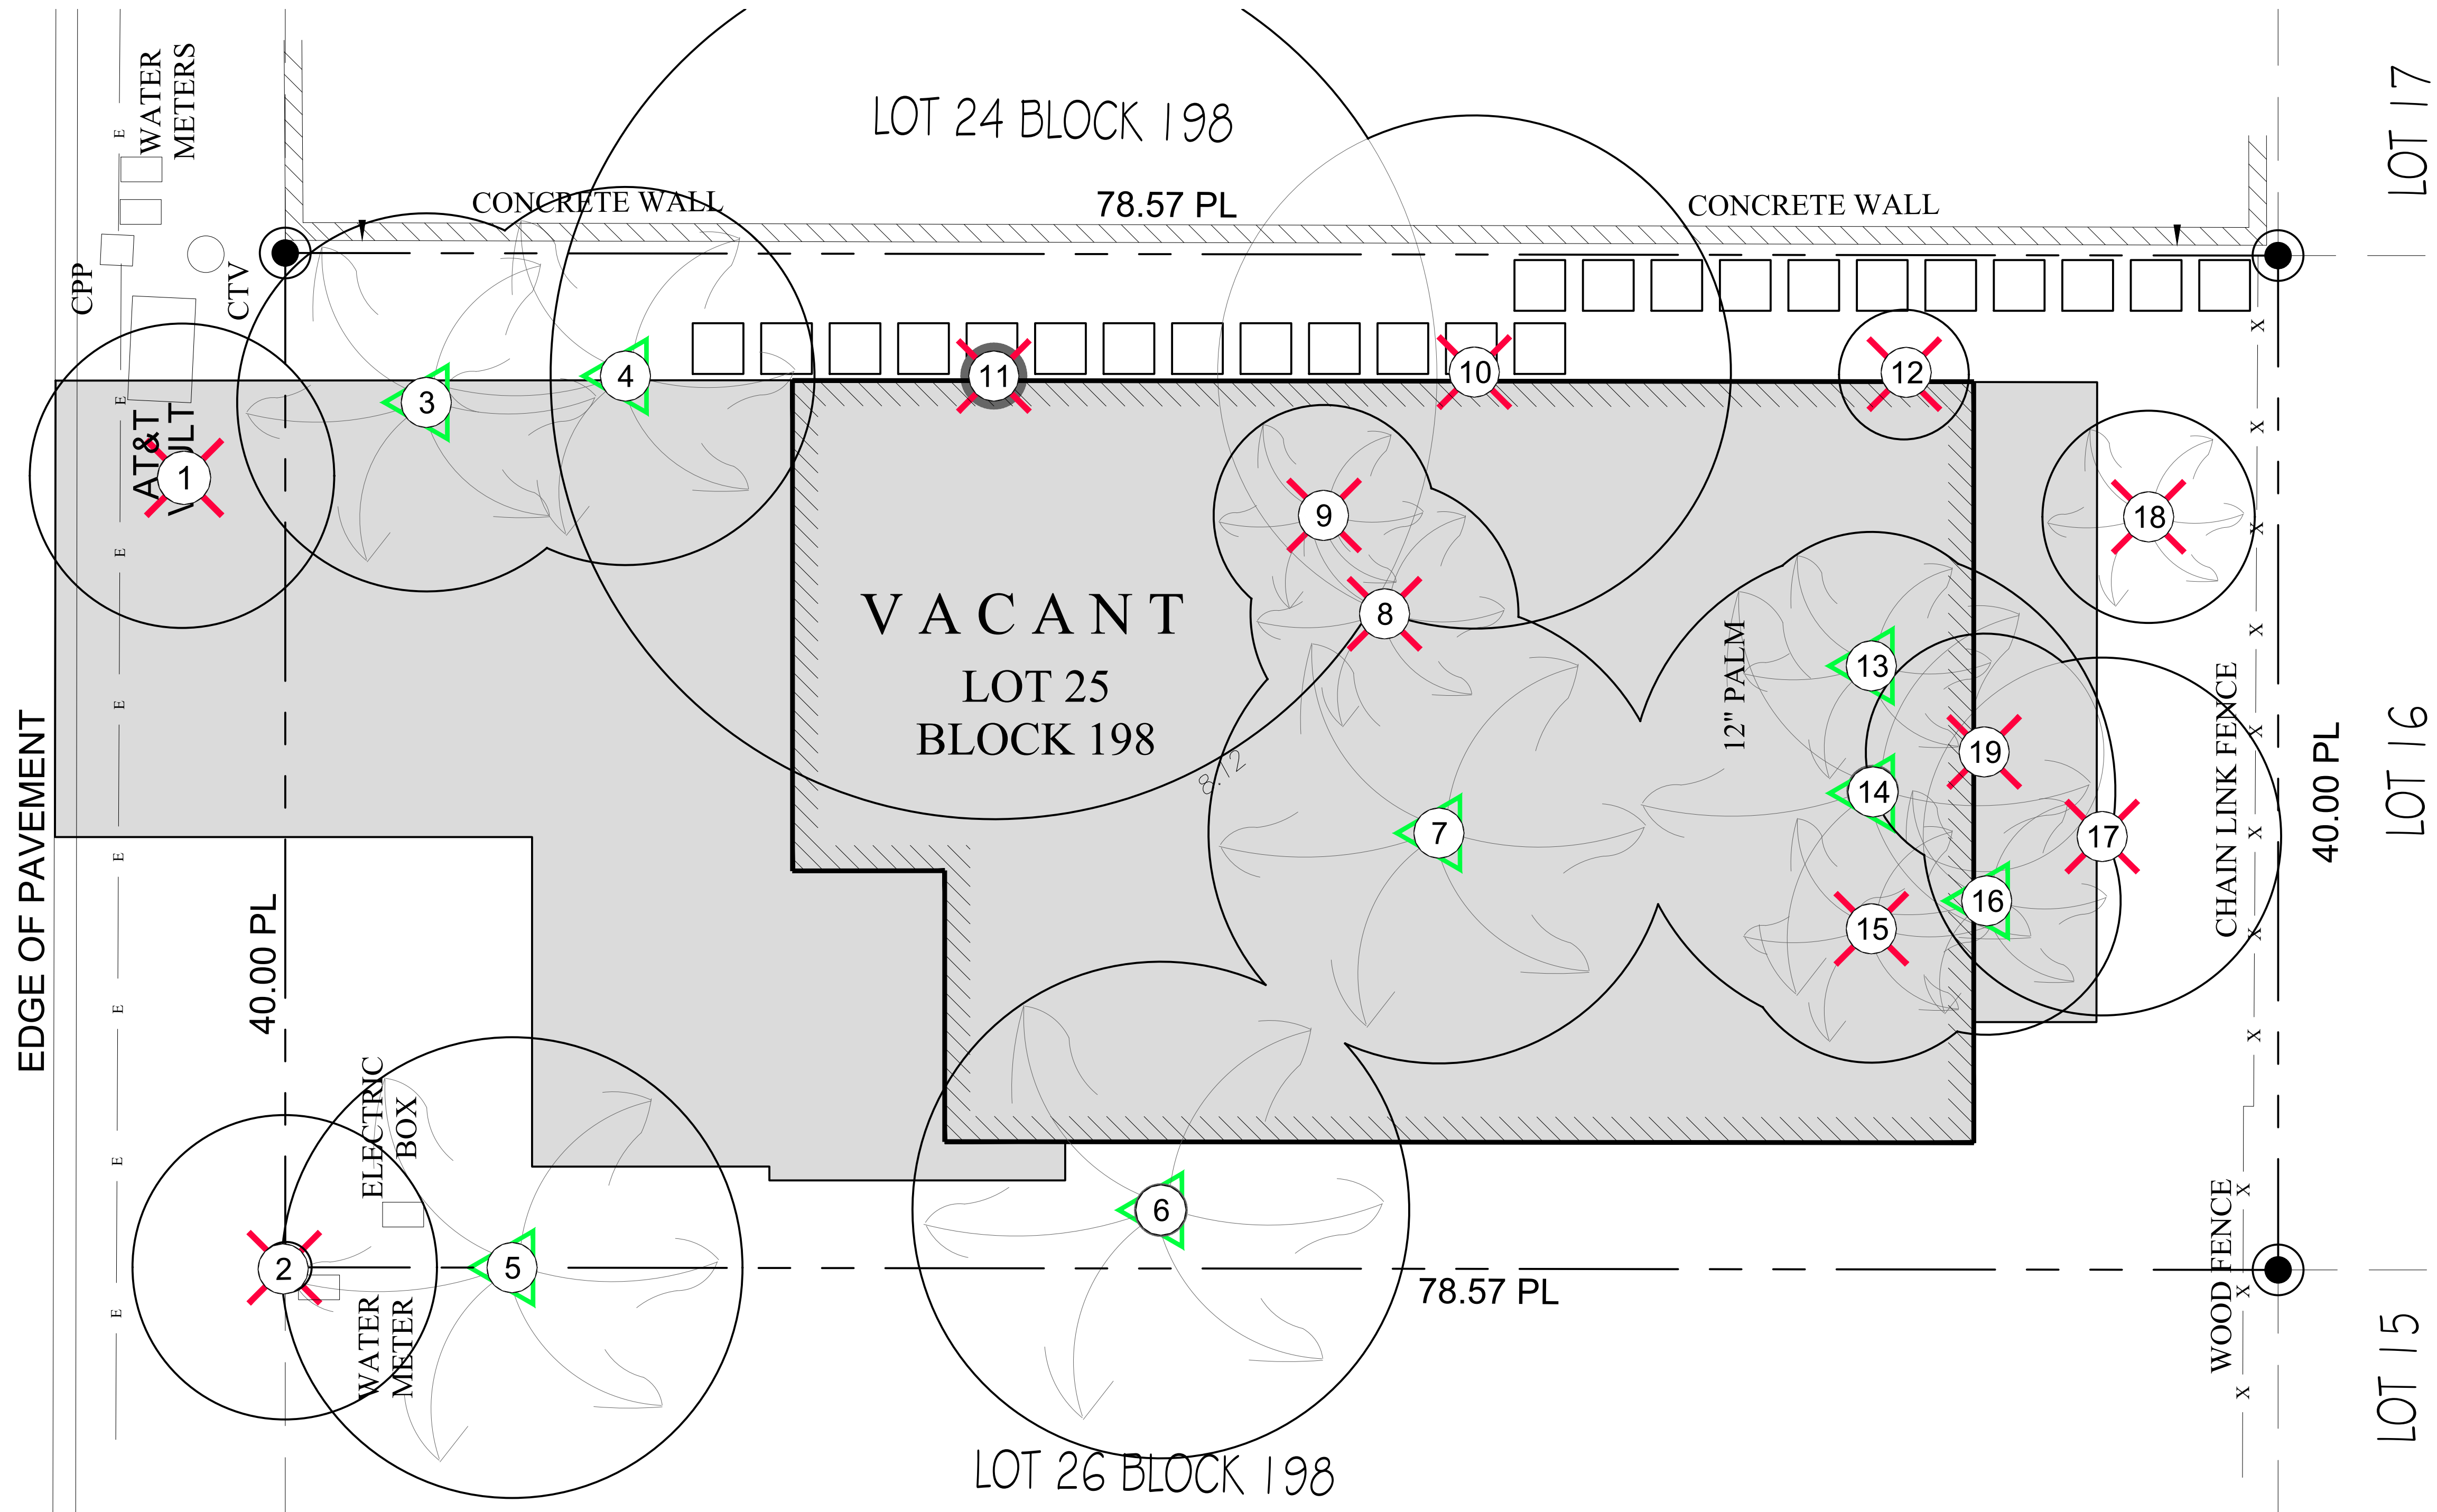 WATER
METERS
LOT 24 BLOCK 198
LOT 17
CONCRETE WALL
78.57 PL
CONCRETE WALL
CPP
CTV
E
E
E
E
E
E
E
E
AT&T
VAULT
1
3
4
11
10
12
9
8
18
VACANT
LOT 25
BLOCK 198
8.12
12" PALM
13
19
14
7
17
16
15
CHAIN LINK FENCE
X
X
X
X
X
X
X
X
40.00 PL
LOT 16
EDGE OF PAVEMENT
40.00 PL
ELECTRIC
BOX
2
5
6
78.57 PL
WATER
METER
WOOD FENCE
X
X
X
LOT 15
LOT 26 BLOCK 198